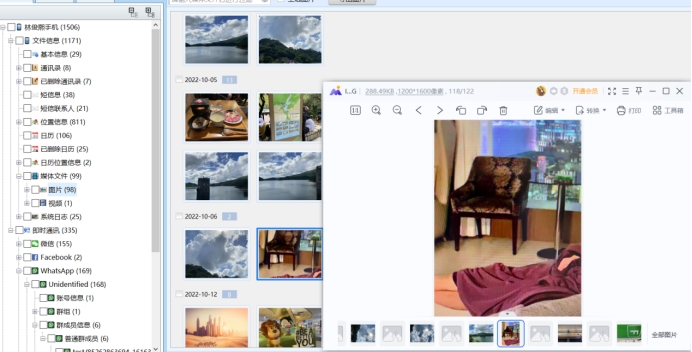 林俊熙手机 (1506)
文件信息 (1171)
基本信息 (29)
通讯录 (8)
已删除通讯录 (7)
短信息 (38)
短信联系人 (21)
位置信息 (811)
日历 (106)
已删除日历 (25)
日历位置信息 (2)
媒体文件 (99)
图片 (98)
视频 (1)
系统日志 (25)
即时通讯 (335)
微信 (155)
Facebook (2)
WhatsApp (169)
Unidentified (168)
账号信息 (1)
群组 (1)
群成员信息 (6)
普通群成员 (6)
2022-10-05
2022-10-06 2
2022-10-12
I...G 288.49KB, 1200*1600像素, 118/122
开通会员
1:1
编辑
转换
打印
工具箱
全部图片